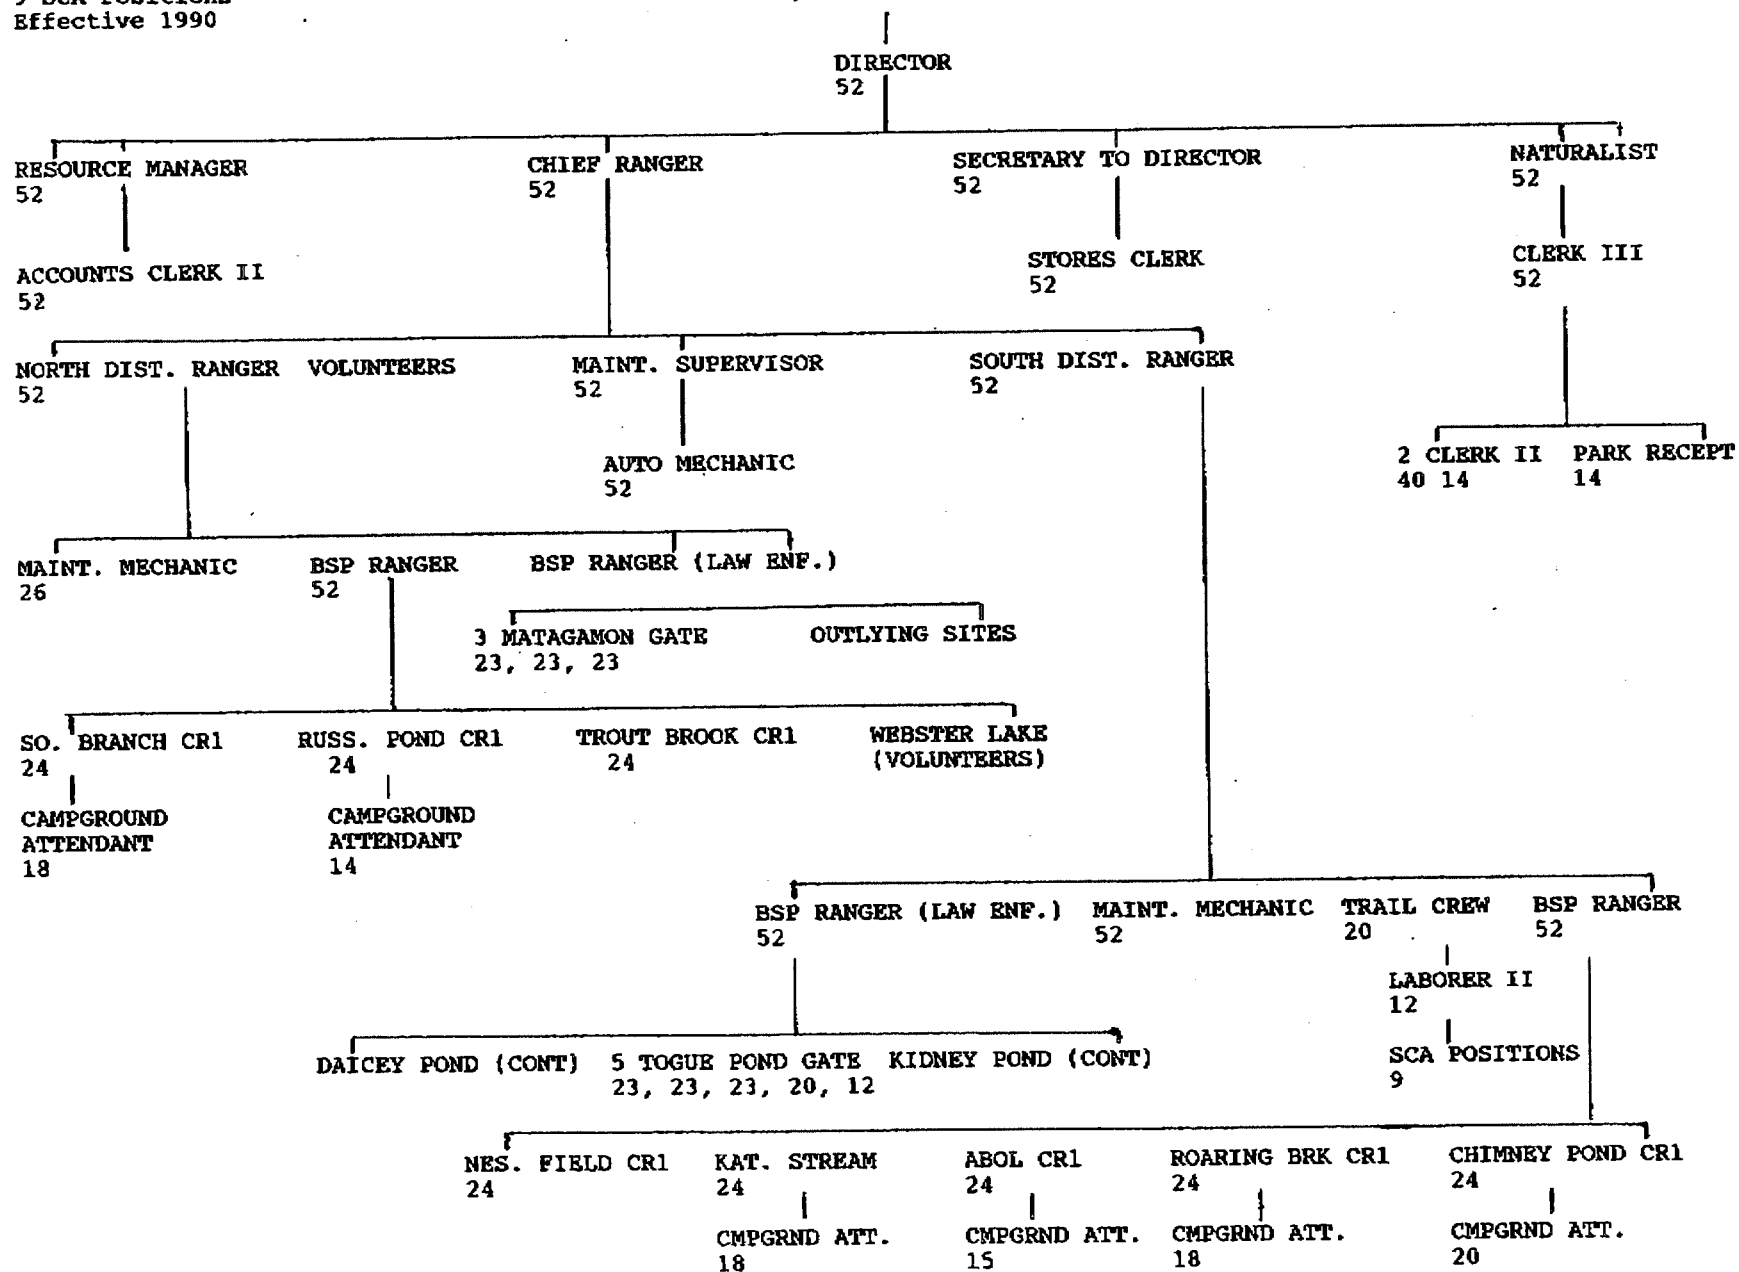 Effective 1990
DIRECTOR
52
RESOURCE MANAGER
52
CHIEF RANGER
52
SECRETARY TO DIRECTOR
52
NATURALIST
52
ACCOUNTS CLERK II
52
STORES CLERK
52
CLERK III
52
NORTH DIST. RANGER VOLUNTEERS
52
MAINT. SUPERVISOR
52
SOUTH DIST. RANGER
52
AUTO MECHANIC
52
2 CLERK II
40 14
PARK RECEPT
14
MAINT. MECHANIC
26
BSP RANGER
52
BSP RANGER (LAW ENF.)
3 MATAGAMON GATE
23, 23, 23
OUTLYING SITES
SO. BRANCH CR1
24
RUSS. POND CR1
24
TROUT BROOK CR1
24
WEBSTER LAKE
(VOLUNTEERS)
CAMPGROUND
ATTENDANT
18
CAMPGROUND
ATTENDANT
14
BSP RANGER (LAW ENF.)
52
MAINT. MECHANIC
52
TRAIL CREW
20
BSP RANGER
52
LABORER II
12
SCA POSITIONS
9
DAICEY POND (CONT)
5 TOGUE POND GATE
23, 23, 23, 20, 12
KIDNEY POND (CONT)
NES. FIELD CR1
24
KAT. STREAM
24
ABOL CR1
24
ROARING BRK CR1
24
CHIMNEY POND CR1
24
CMPGRND ATT.
18
CMPGRND ATT.
15
CMPGRND ATT.
18
CMPGRND ATT.
20